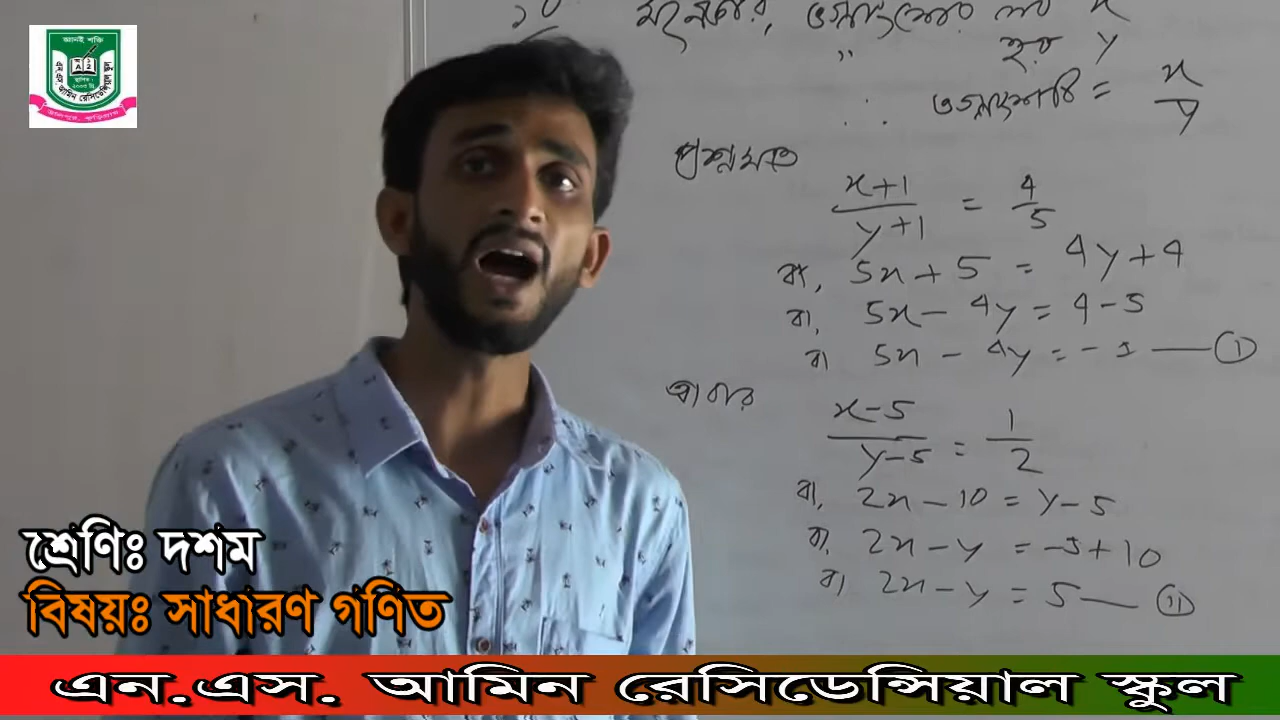 জ্ঞানই শক্তি
মনেকরি, ভগ্নাংশের লব x
" হর y
∴ ভগ্নাংশটি = x/y
প্রশ্নমতে
x+1/y+1 = 4/5
বা, 5x + 5 = 4y + 4
বা, 5x - 4y = 4 - 5
বা 5x - 4y = -1 — (i)
আবার
x-5/y-5 = 1/2
বা, 2x - 10 = y - 5
বা, 2x - y = -5 + 10
বা 2x - y = 5 — (ii)
শ্রেণিঃ দশম
বিষয়ঃ সাধারণ গণিত
এন.এস. আমিন রেসিডেন্সিয়াল স্কুল